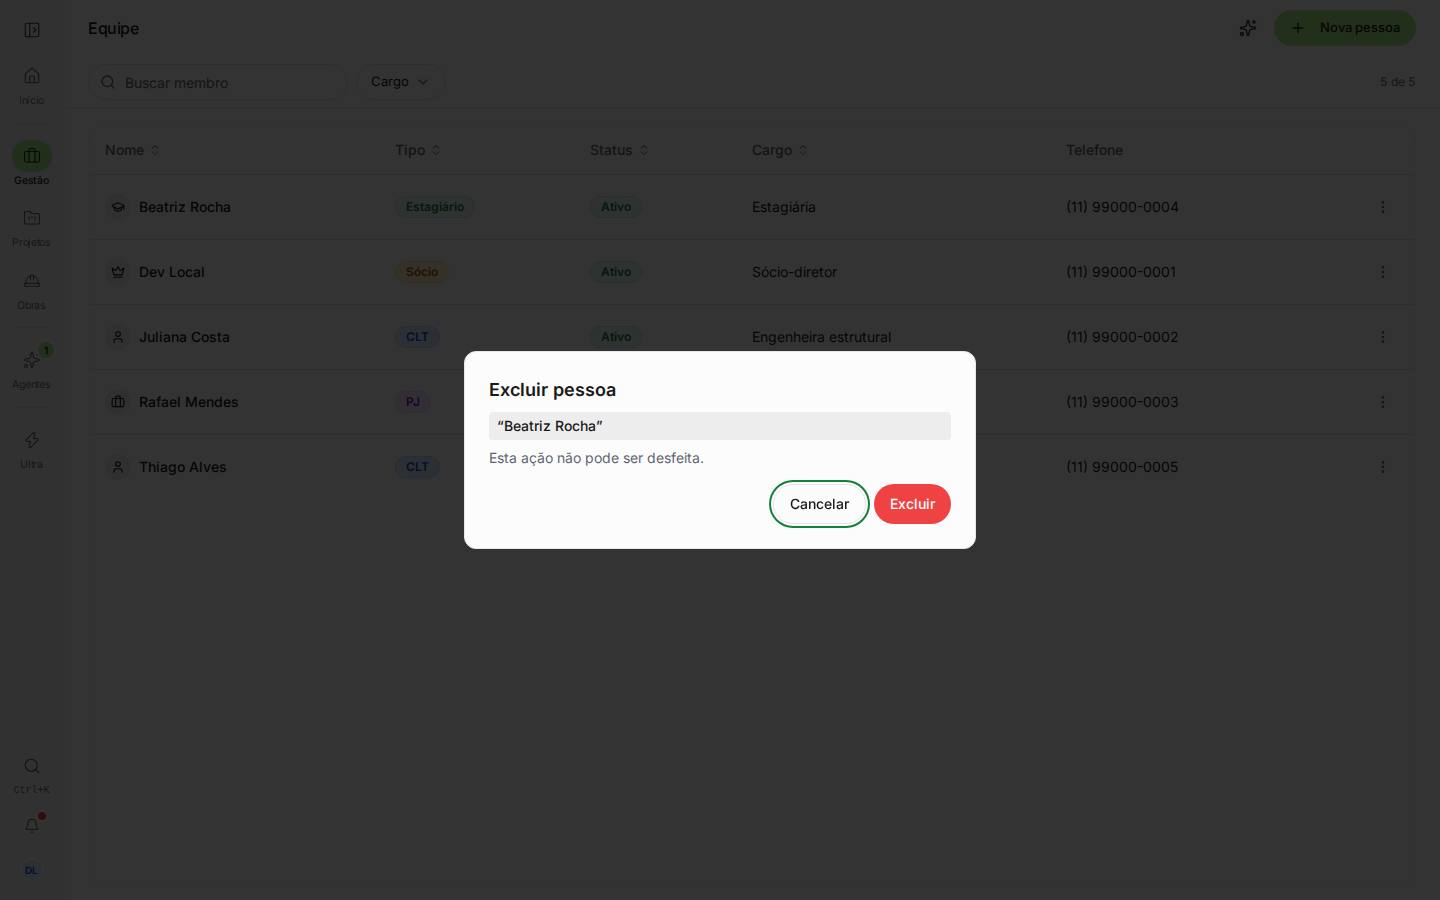 Equipe
Nova pessoa
Buscar membro
Cargo
5 de 5
Início
Gestão
Projetos
Obras
1
Agentes
Ultra
Ctrl+K
DL
Nome Tipo Status Cargo Telefone
Beatriz Rocha Estagiário Ativo Estagiária (11) 99000-0004
Dev Local Sócio Ativo Sócio-diretor (11) 99000-0001
Juliana Costa CLT Ativo Engenheira estrutural (11) 99000-0002
Rafael Mendes PJ (11) 99000-0003
Thiago Alves CLT (11) 99000-0005
Excluir pessoa
“Beatriz Rocha”
Esta ação não pode ser desfeita.
Cancelar Excluir